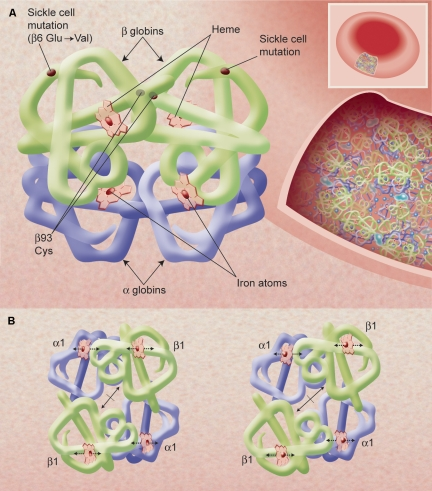 A
Sickle cell
mutation
(β6 Glu→Val)
β globins
Heme
Sickle cell
mutation
β93
Cys
α globins
Iron atoms
B
α1
β1
β1
α1
α1
β1
β1
α1